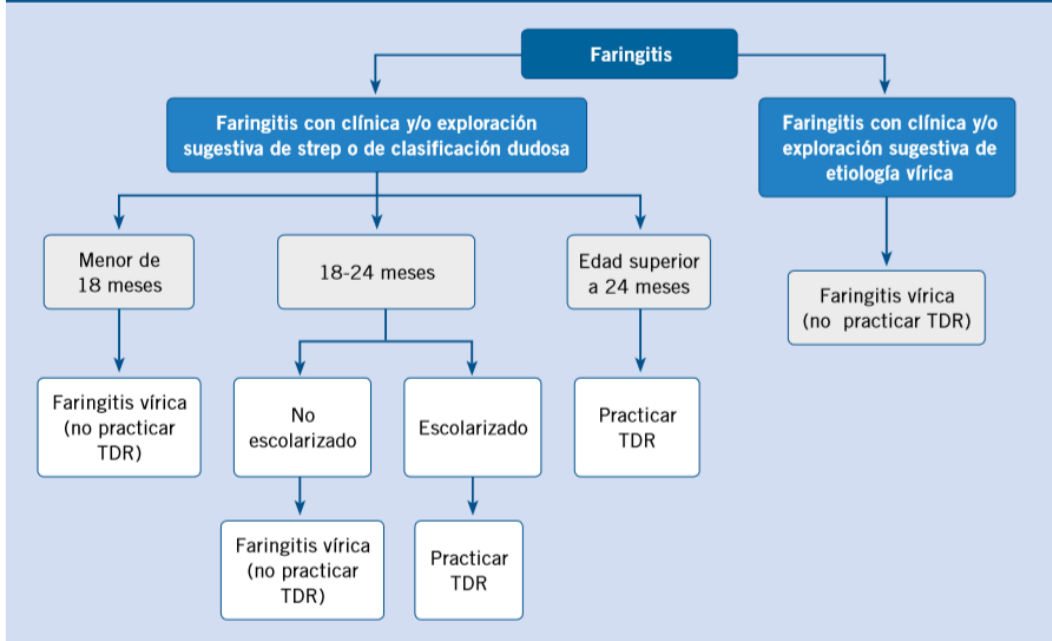 Faringitis
Faringitis con clínica y/o exploración
sugestiva de strep o de clasificación dudosa
Faringitis con clínica y/o
exploración sugestiva de
etiología vírica
Menor de
18 meses
18-24 meses
Edad superior
a 24 meses
Faringitis vírica
(no practicar TDR)
Faringitis vírica
(no practicar
TDR)
No
escolarizado
Escolarizado
Practicar
TDR
Faringitis vírica
(no practicar
TDR)
Practicar
TDR